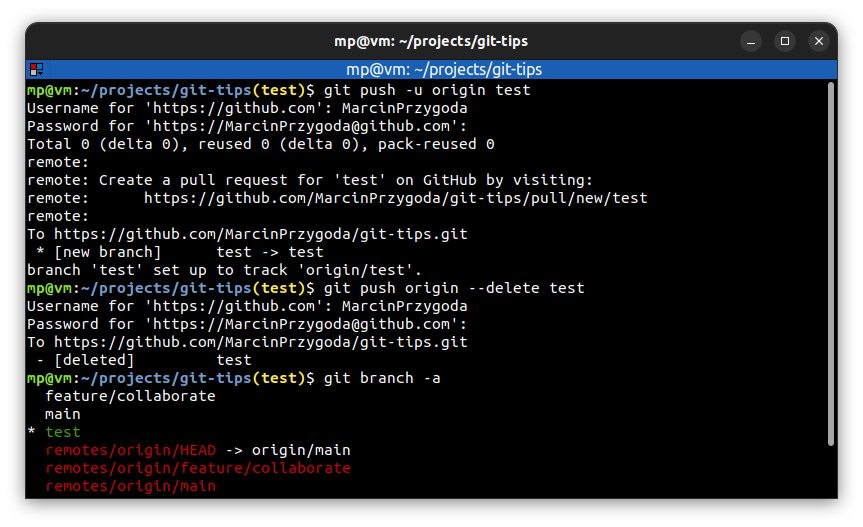 mp@vm: ~/projects/git-tips
mp@vm: ~/projects/git-tips
mp@vm:~/projects/git-tips(test)$ git push -u origin test
Username for 'https://github.com': MarcinPrzygoda
Password for 'https://MarcinPrzygoda@github.com':
Total 0 (delta 0), reused 0 (delta 0), pack-reused 0
remote:
remote: Create a pull request for 'test' on GitHub by visiting:
remote:      https://github.com/MarcinPrzygoda/git-tips/pull/new/test
remote:
To https://github.com/MarcinPrzygoda/git-tips.git
 * [new branch]      test -> test
branch 'test' set up to track 'origin/test'.
mp@vm:~/projects/git-tips(test)$ git push origin --delete test
Username for 'https://github.com': MarcinPrzygoda
Password for 'https://MarcinPrzygoda@github.com':
To https://github.com/MarcinPrzygoda/git-tips.git
 - [deleted]         test
mp@vm:~/projects/git-tips(test)$ git branch -a
  feature/collaborate
  main
* test
  remotes/origin/HEAD -> origin/main
  remotes/origin/feature/collaborate
  remotes/origin/main